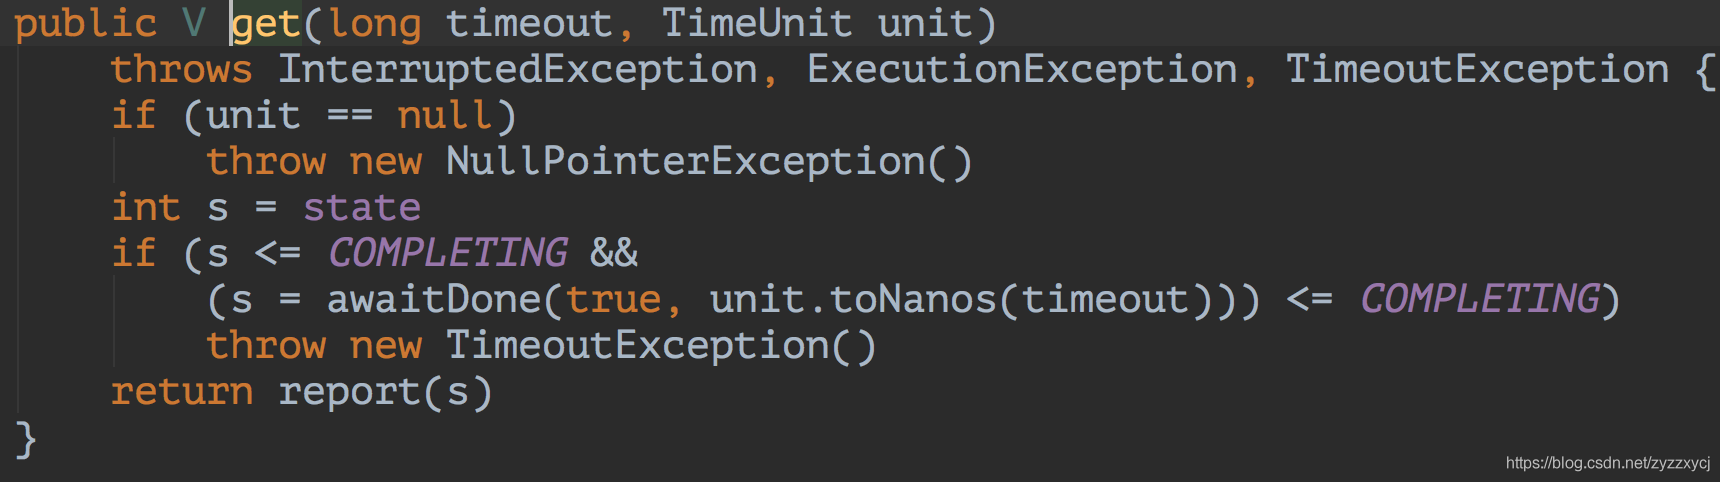 public V get(long timeout, TimeUnit unit)
    throws InterruptedException, ExecutionException, TimeoutException {
    if (unit == null)
        throw new NullPointerException()
    int s = state
    if (s <= COMPLETING &&
        (s = awaitDone(true, unit.toNanos(timeout))) <= COMPLETING)
        throw new TimeoutException()
    return report(s)
}
https://blog.csdn.net/zyzzxycj